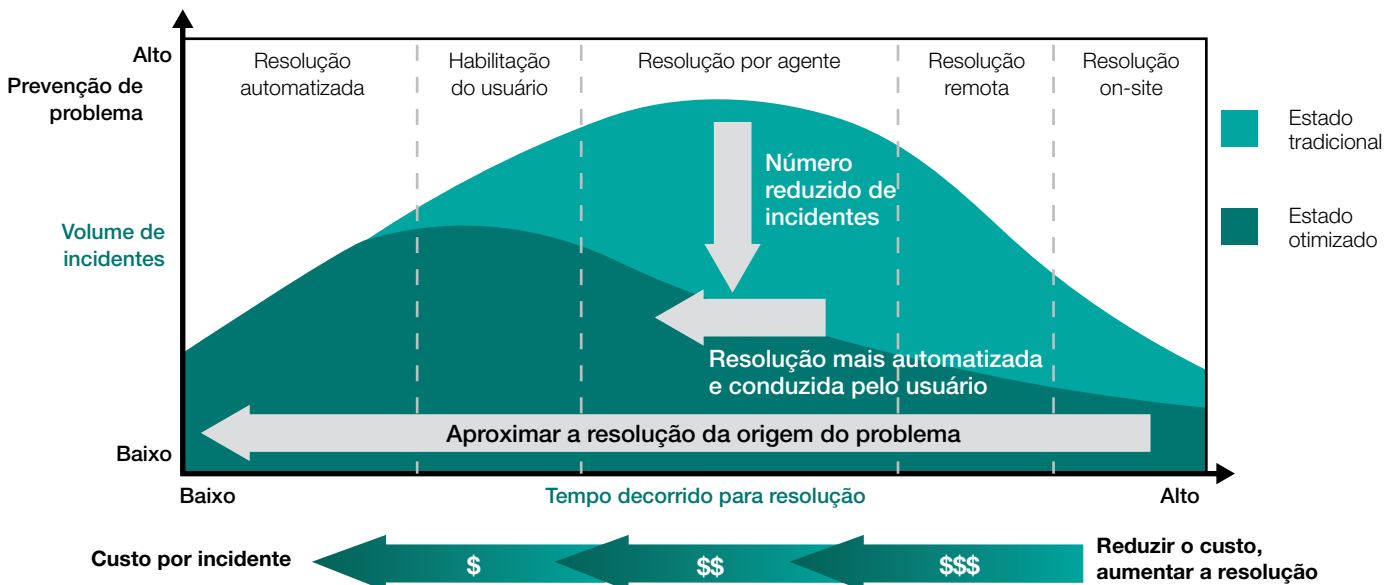 Alto
Prevenção de
problema
Volume de
incidentes
Baixo
Resolução
automatizada
Habilitação
do usuário
Resolução por agente
Resolução
remota
Resolução
on-site
Número
reduzido de
incidentes
Resolução mais automatizada
e conduzida pelo usuário
Aproximar a resolução da origem do problema
Estado
tradicional
Estado
otimizado
Baixo
Tempo decorrido para resolução
Alto
Custo por incidente
$
$$
$$$
Reduzir o custo,
aumentar a resolução